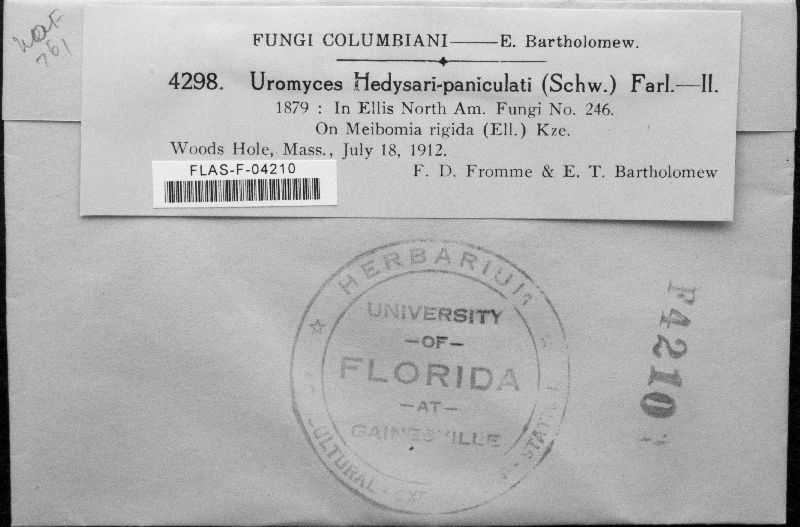 761
FUNGI COLUMBIANI—E. Bartholomew.
4298. Uromyces Hedysari-paniculati (Schw.) Farl.—II.
1879 : In Ellis North Am. Fungi No. 246.
On Meibomia rigida (Ell.) Kze.
Woods Hole, Mass., July 18, 1912.
F. D. Fromme & E. T. Bartholomew
FLAS-F-04210
HERBARIUM
UNIVERSITY
—OF—
FLORIDA
—AT—
GAINESVILLE
F4210